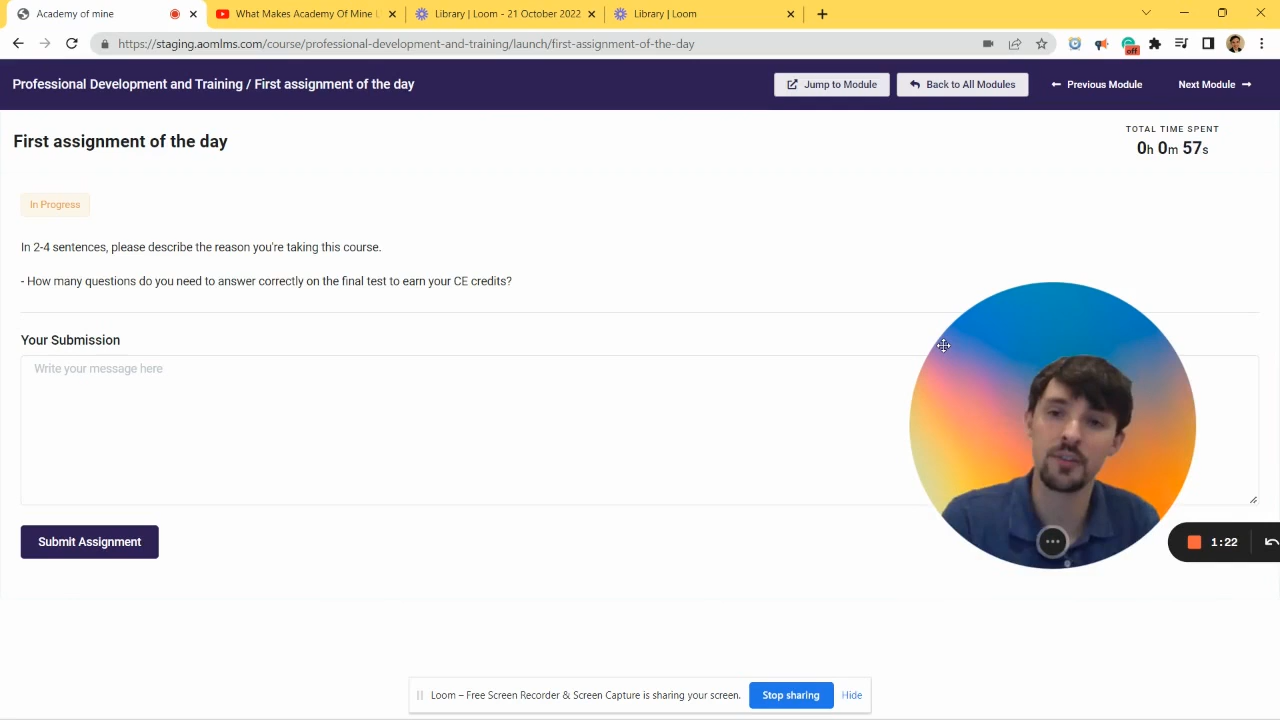 Academy of mine
What Makes Academy Of Mine L
Library | Loom - 21 October 2022
Library | Loom
https://staging.aomlms.com/course/professional-development-and-training/launch/first-assignment-of-the-day
off
Professional Development and Training / First assignment of the day
Jump to Module
Back to All Modules
Previous Module
Next Module
First assignment of the day
TOTAL TIME SPENT
0h 0m 57s
In Progress
In 2-4 sentences, please describe the reason you're taking this course.
- How many questions do you need to answer correctly on the final test to earn your CE credits?
Your Submission
Write your message here
Submit Assignment
1:22
Loom – Free Screen Recorder & Screen Capture is sharing your screen.
Stop sharing
Hide